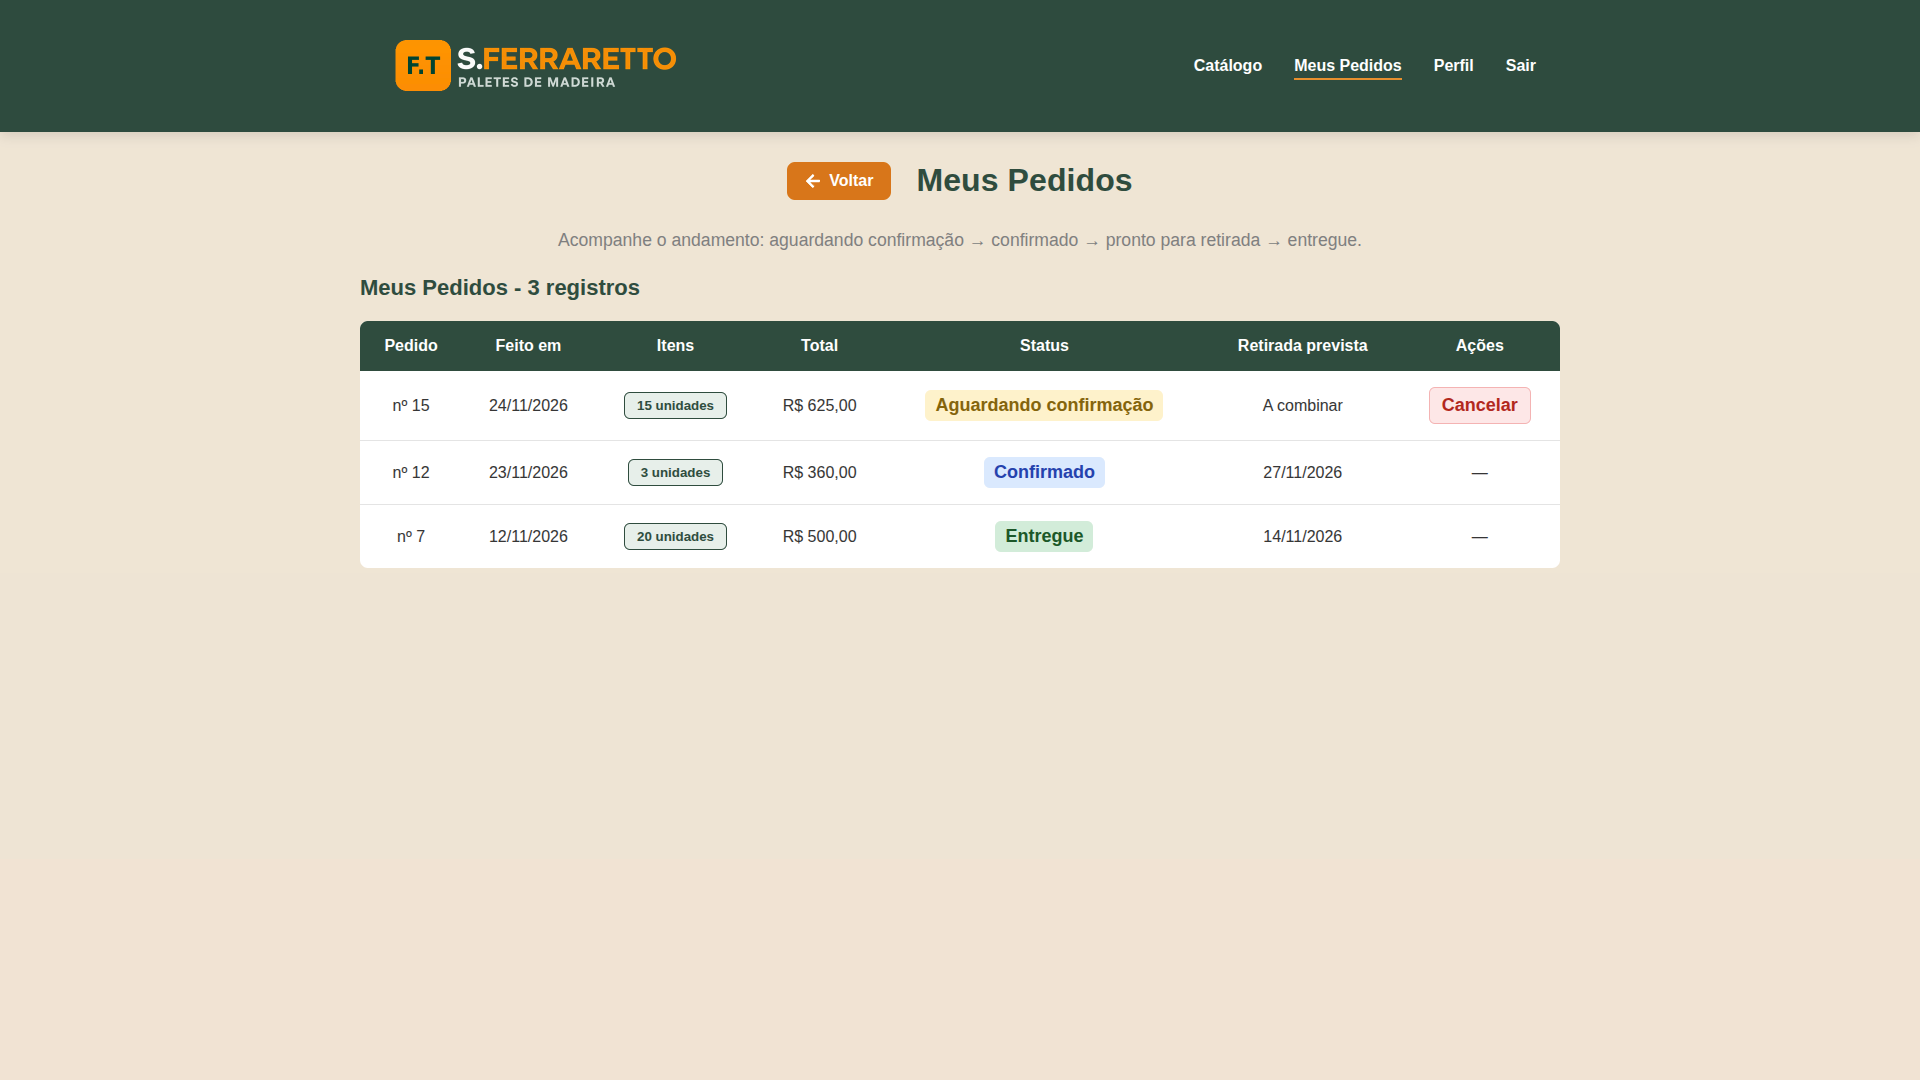 F.T S.FERRARETTO
PALETES DE MADEIRA
Catálogo Meus Pedidos Perfil Sair
← Voltar Meus Pedidos
Acompanhe o andamento: aguardando confirmação → confirmado → pronto para retirada → entregue.
Meus Pedidos - 3 registros
Pedido Feito em Itens Total Status Retirada prevista Ações
nº 15 24/11/2026 15 unidades R$ 625,00 Aguardando confirmação A combinar Cancelar
nº 12 23/11/2026 3 unidades R$ 360,00 Confirmado 27/11/2026 —
nº 7 12/11/2026 20 unidades R$ 500,00 Entregue 14/11/2026 —